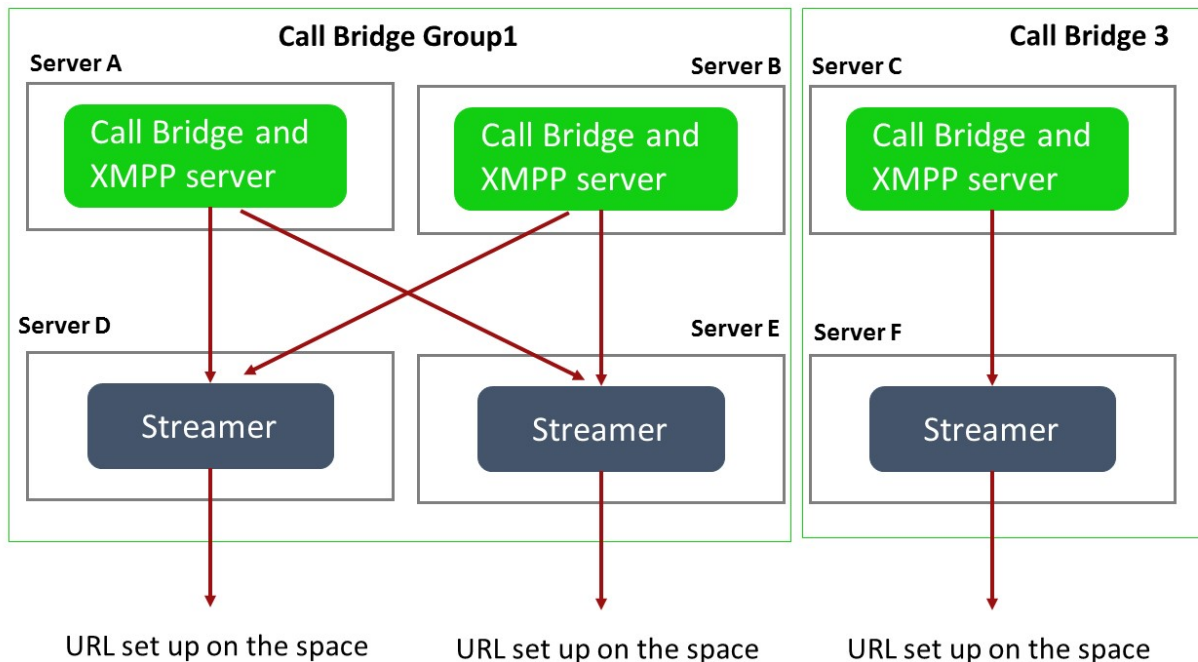 Call Bridge Group1
Call Bridge 3
Server A
Server B
Server C
Call Bridge and
XMPP server
Call Bridge and
XMPP server
Call Bridge and
XMPP server
Server D
Server E
Server F
Streamer
Streamer
Streamer
URL set up on the space
URL set up on the space
URL set up on the space